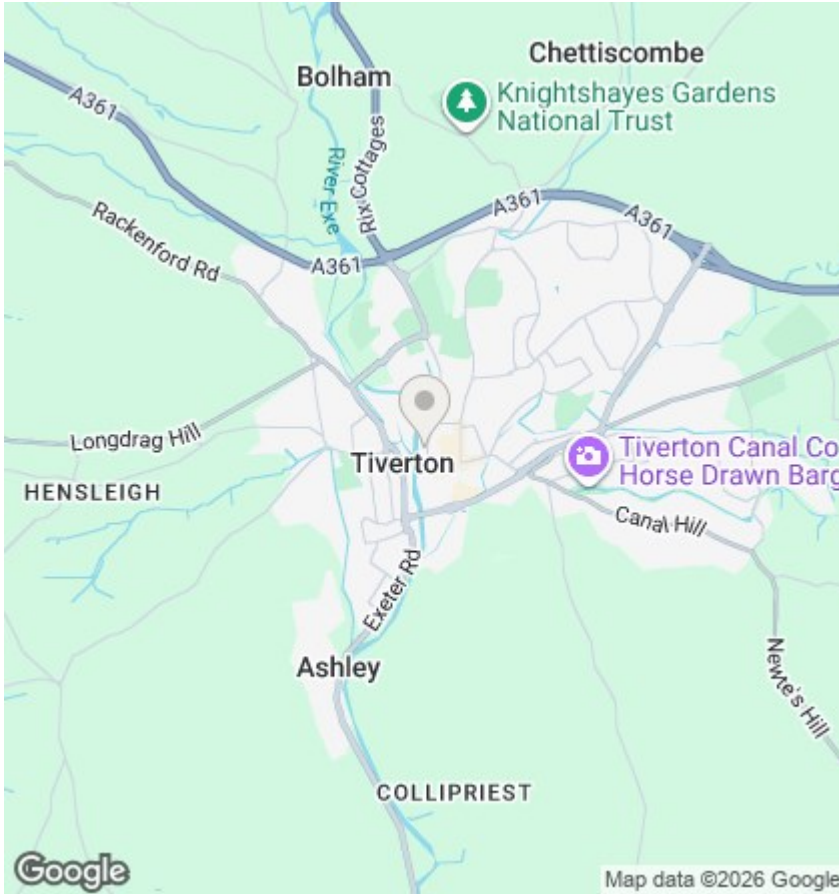 Chettiscombe
Bolham
Knightshayes Gardens
National Trust
A361
River Exe
Rix Cottages
A361
A361
Rackenford Rd
A361
Longdrag Hill
Tiverton
Tiverton Canal Co
Horse Drawn Barg
HENSLEIGH
Canal Hill
Exeter Rd
Ashley
Newte's Hill
COLLIPRIEST
Google
Map data ©2026 Google